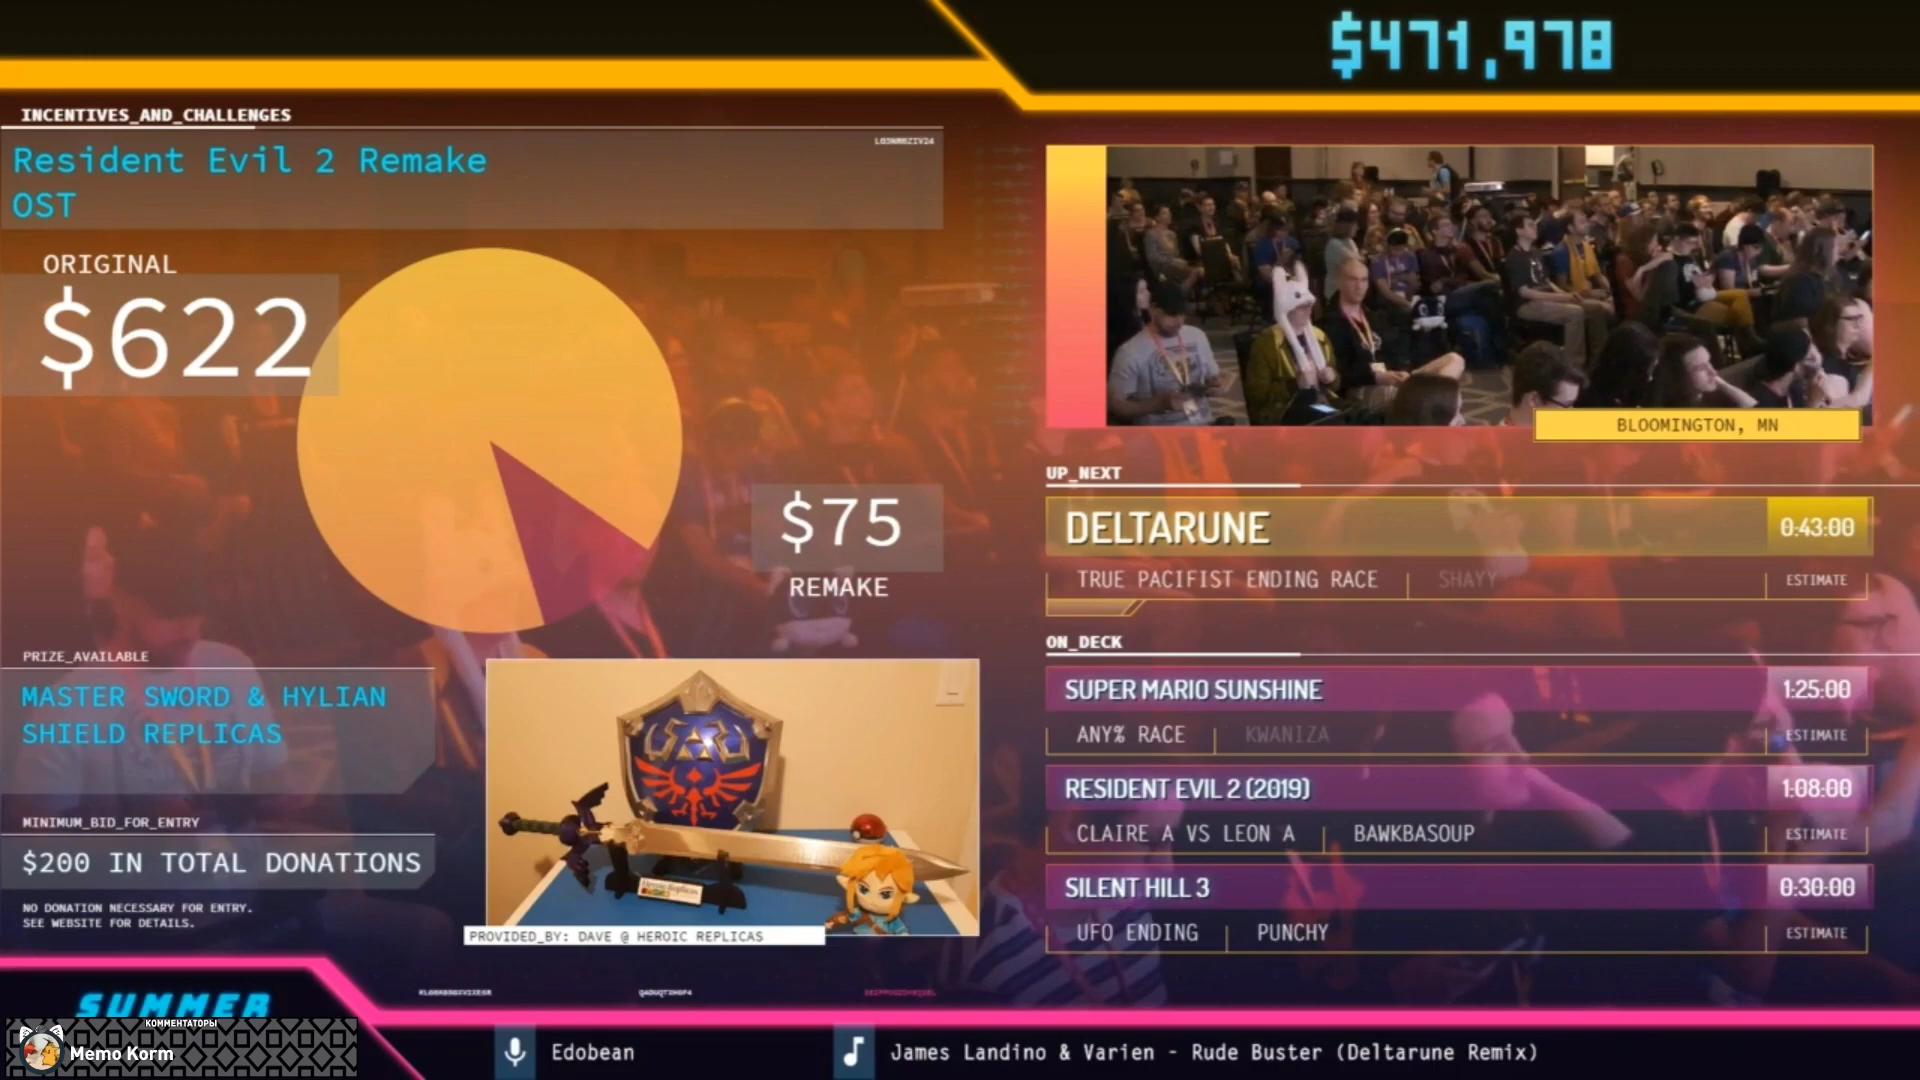 $471,978
INCENTIVES_AND_CHALLENGES
Resident Evil 2 Remake
OST
ORIGINAL
$622
$75
REMAKE
PRIZE_AVAILABLE
MASTER SWORD & HYLIAN
SHIELD REPLICAS
MINIMUM_BID_FOR_ENTRY
$200 IN TOTAL DONATIONS
NO DONATION NECESSARY FOR ENTRY.
SEE WEBSITE FOR DETAILS.
Heroic Replicas
PROVIDED_BY: DAVE @ HEROIC REPLICAS
BLOOMINGTON, MN
UP_NEXT
DELTARUNE
0:43:00
TRUE PACIFIST ENDING RACE
SHAYY
ESTIMATE
ON_DECK
SUPER MARIO SUNSHINE
1:25:00
ANY% RACE
KWANIZA
ESTIMATE
RESIDENT EVIL 2 (2019)
1:08:00
CLAIRE A VS LEON A
BAWKBASOUP
ESTIMATE
SILENT HILL 3
0:30:00
UFO ENDING
PUNCHY
ESTIMATE
SUMMER
КОММЕНТАТОРЫ
Memo Korm
Edobean
James Landino & Varien - Rude Buster (Deltarune Remix)